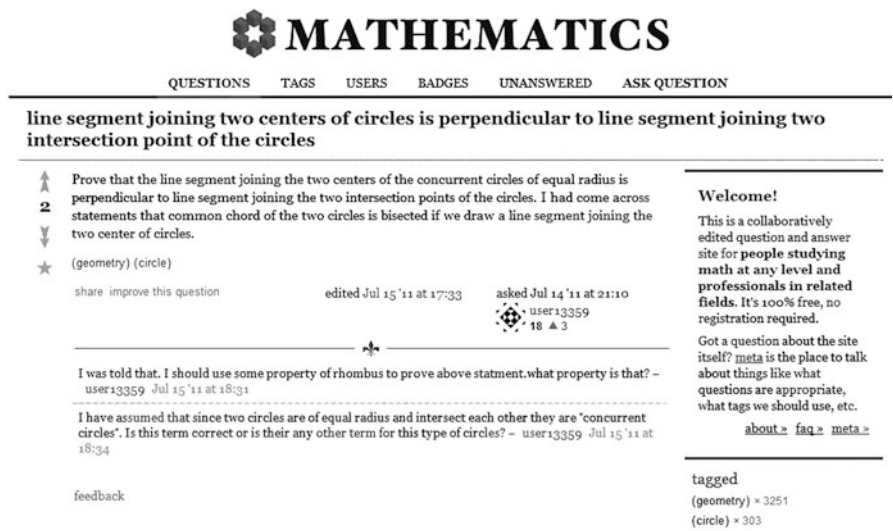 MATHEMATICS
QUESTIONS TAGS USERS BADGES UNANSWERED ASK QUESTION
line segment joining two centers of circles is perpendicular to line segment joining two
intersection point of the circles
2
Prove that the line segment joining the two centers of the concurrent circles of equal radius is
perpendicular to line segment joining the two intersection points of the circles. I had come across
statements that common chord of the two circles is bisected if we draw a line segment joining the
two center of circles.
(geometry) (circle)
share improve this question
edited Jul 15 '11 at 17:33
asked Jul 14 '11 at 21:10
user13359
18 ▲ 3
I was told that. I should use some property of rhombus to prove above statment.what property is that? –
user13359 Jul 15 '11 at 18:31
I have assumed that since two circles are of equal radius and intersect each other they are "concurrent
circles". Is this term correct or is their any other term for this type of circles? – user13359 Jul 15 '11 at
18:34
feedback
Welcome!
This is a collaboratively
edited question and answer
site for people studying
math at any level and
professionals in related
fields. It's 100% free, no
registration required.
Got a question about the site
itself? meta is the place to talk
about things like what
questions are appropriate,
what tags we should use, etc.
about » faq » meta »
tagged
(geometry) × 3251
(circle) × 303